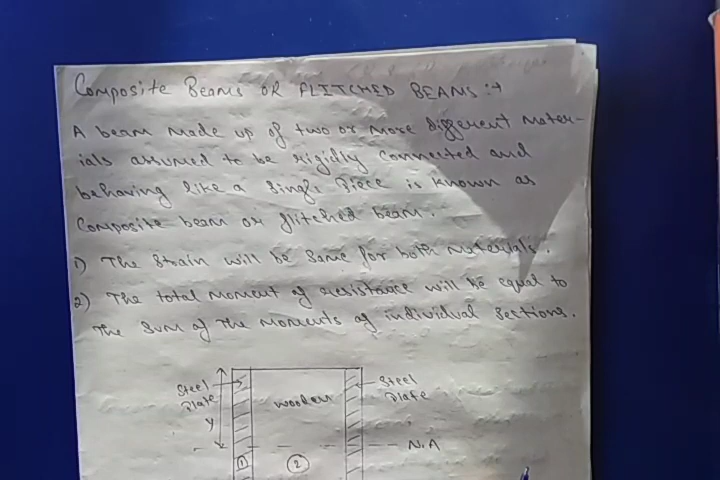 Composite Beams OR FLITCHED BEAMS :→
A beam made up of two or more different mater-
ials assumed to be rigidly connected and
behaving like a single piece is known as
Composite beam or flitched beam.
1) The Strain will be Same for both materials.
2) The total moment of resistance will be equal to
The Sum of The moments of individual Sections.
Steel Plate
wooden
Steel Plate
y
N.A
1
2